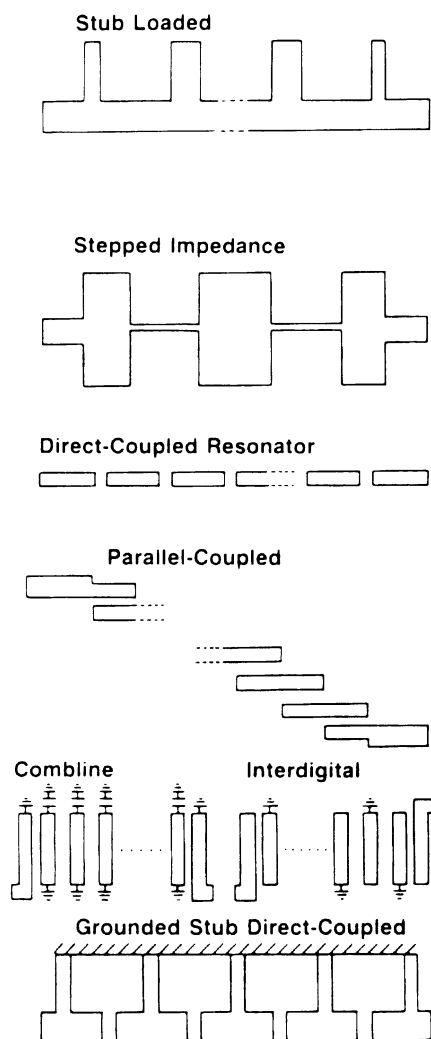 Stub Loaded
Stepped Impedance
Direct-Coupled Resonator
Parallel-Coupled
Combline
Interdigital
Grounded Stub Direct-Coupled